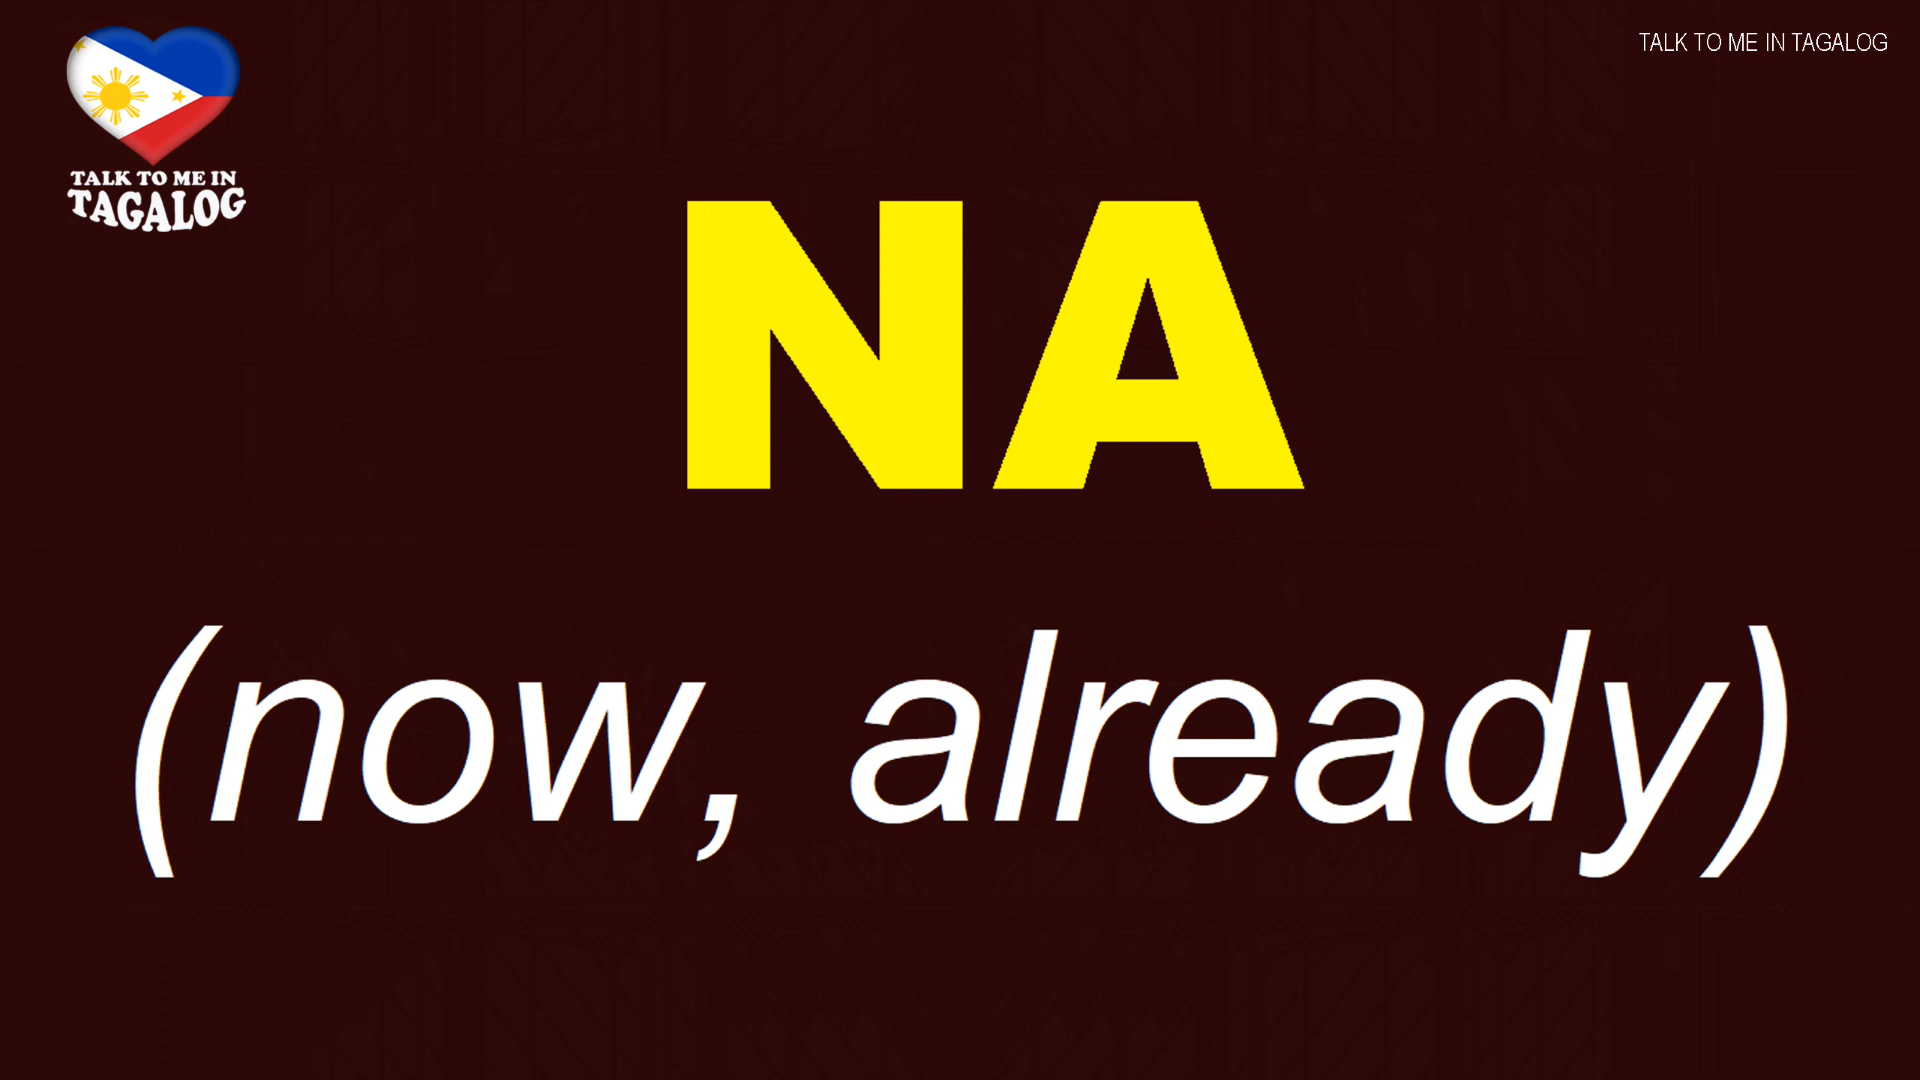 TALK TO ME IN TAGALOG
TALK TO ME IN
TAGALOG
NA
(now, already)